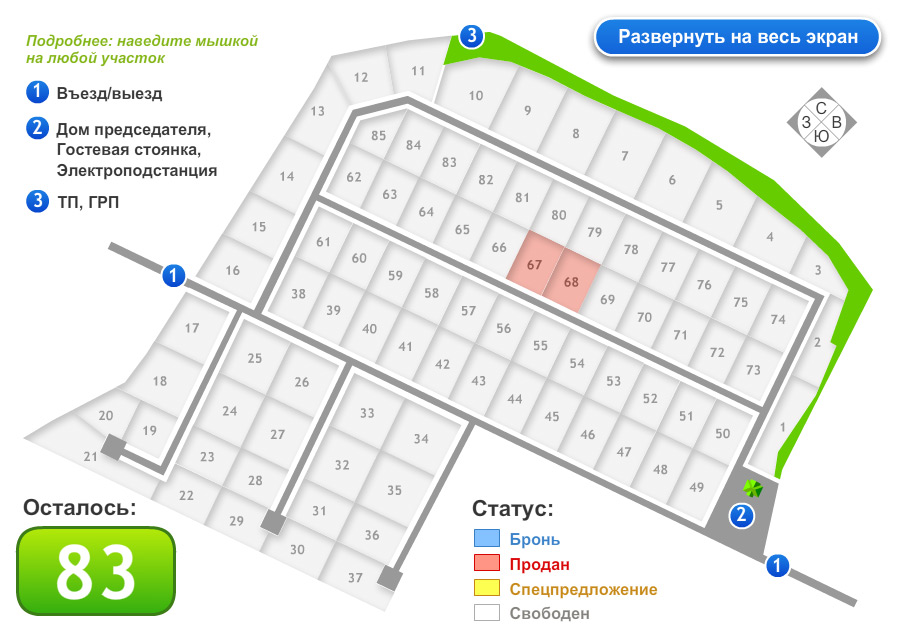 Подробнее: наведите мышкой
на любой участок
1 Въезд/выезд
2 Дом председателя,
Гостевая стоянка,
Электроподстанция
3 ТП, ГРП
3
Развернуть на весь экран
С
З В
Ю
12 11 10 9 8 7 6 5 4 3 2 1
13 14 15 16
85 84 83 82 81 80 79 78 77 76 75 74
62 63 64 65 66 67 68 69 70 71 72 73
61 60 59 58 57 56 55 54 53 52 51 50
38 39 40 41 42 43 44 45 46 47 48 49
1
17 18 19 20 21
25 26 24 27 23 28 22 29
33 34 32 35 31 36 30 37
2
1
Осталось:
83
Статус:
Бронь
Продан
Спецпредложение
Свободен